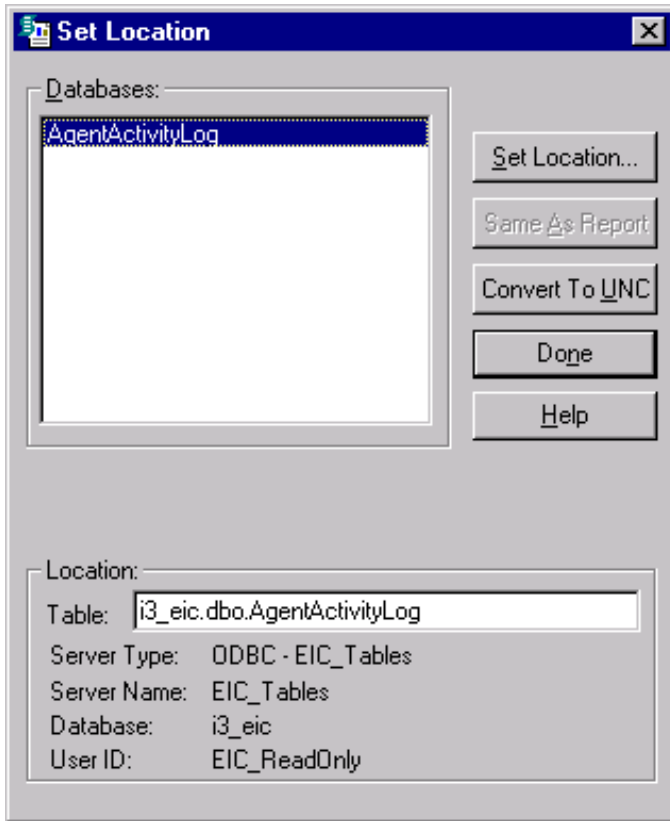 Set Location
Databases:
AgentActivityLog
Set Location...
Same As Report
Convert To UNC
Done
Help
Location:
Table: i3_eic.dbo.AgentActivityLog
Server Type: ODBC - EIC_Tables
Server Name: EIC_Tables
Database: i3_eic
User ID: EIC_ReadOnly